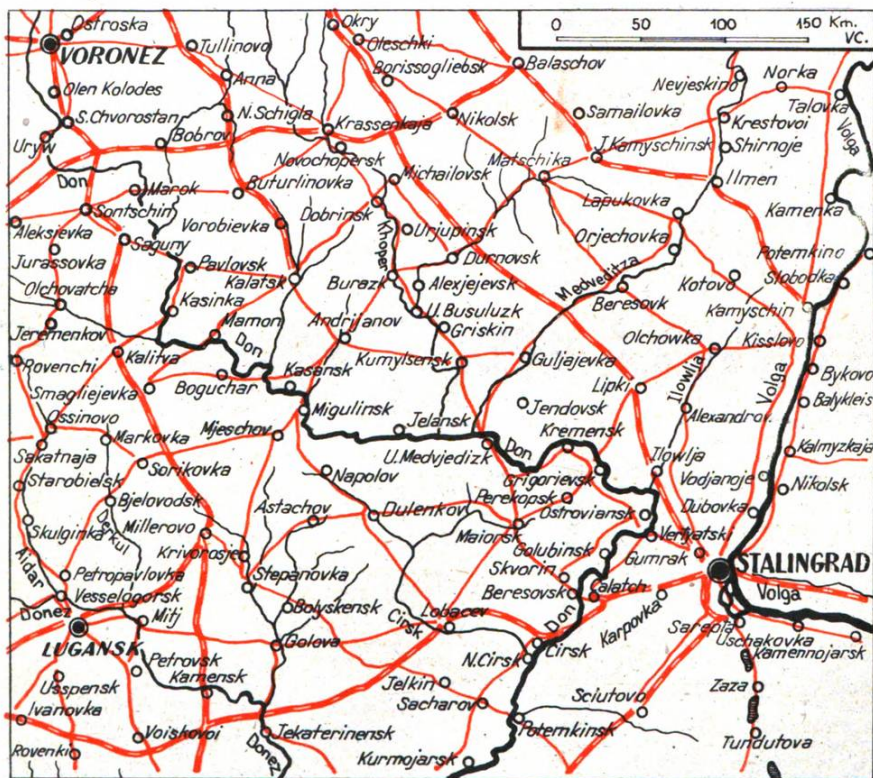 0 50 100 150 Km.
VC.
Ostroska
VORONEZ
Olen Kolodes
S.Chvorostan
Uryw
Don
Tullinovo
Anna
N.Schigla
Bobrov
Okry
Oleschki
Borissogliebsk
Balaschov
Nikolsk
Samailovka
Krassenkaja
Novochopersk
Nevjeskino
Norka
Talovka
Volga
Krestovoi
Shirnoje
J.Kamyschinsk
Ilmen
Matschika
Michailovsk
Marok
Buturlinovka
Sontschin
Dobrinsk
Lapukovka
Kamenka
Aleksjevka
Saguny
Vorobievka
Urjupinsk
Khoper
Orjechovka
Jurassovka
Pavlovsk
Kalatsk
Burazk
Durnovsk
Alexjejevsk
Medveditza
Beresovk
Kotovo
Potemkino
Slobodka
Kamyschin
Olchovatcha
Kasinka
Mamon
Andrijanov
U.Busuluzk
Griskin
Jeremenkov
Don
Olchowka
Kisslovo
Rovenchi
Kalitva
Kasansk
Kumylsensk
Guljajevka
Ilowlja
Volga
Smagliejevka
Boguchar
Lipki
Bykovo
Balykleis
Ossinovo
Migulinsk
Jelansk
Jendovsk
Alexandrov.
Markovka
Mjeschov
Don
Kremensk
Sakatnaja
Sorikovka
Napolov
U.Medvjedizk
Grigorievsk
Ilowlja
Kalmyzkaja
Starobielsk
Vodjanoje
Nikolsk
Bjelovodsk
Derkul
Astachov
Dulenkov
Perekopsk
Ostroviansk
Dubovka
Skulginka
Millerovo
Maiorsk
Vertyatski
Aidar
Krivorosje
Golubinsk
Gumrak
STALINGRAD
Petropavlovka
Stepanovka
Skvorin
Volga
Vesselogorsk
Beresovsk
Calatch
Donez
Mitj
Bolyskensk
Cirsk
Lobacev
Don
Karpovka
Sarepta
Uschakovka
Kamennojarsk
LUGANSK
Golova
N.Cirsk
Cirsk
Petrovsk
Usspensk
Kamensk
Jelkin
Sciutovo
Zaza
Ivanovka
Sacharov
Voiskovoi
Jekaterinensk
Potemkinsk
Tundutova
Rovenki
Donez
Kurmojarsk